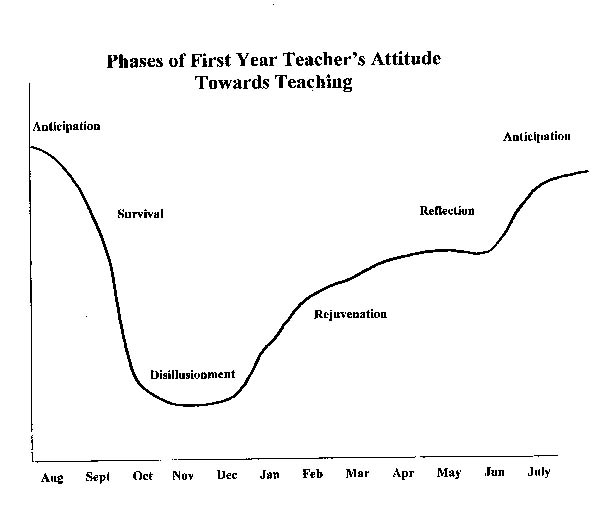 Phases of First Year Teacher's Attitude
Towards Teaching
Anticipation
Anticipation
Survival
Reflection
Rejuvenation
Disillusionment
Aug Sept Oct Nov Dec Jan Feb Mar Apr May Jun July